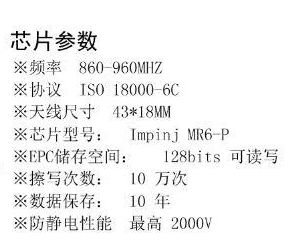 芯片参数
※频率 860-960MHZ
※协议 ISO 18000-6C
※天线尺寸 43*18MM
※芯片型号: Impinj MR6-P
※EPC储存空间: 128bits 可读写
※擦写次数: 10 万次
※数据保存: 10 年
※防静电性能 最高 2000V